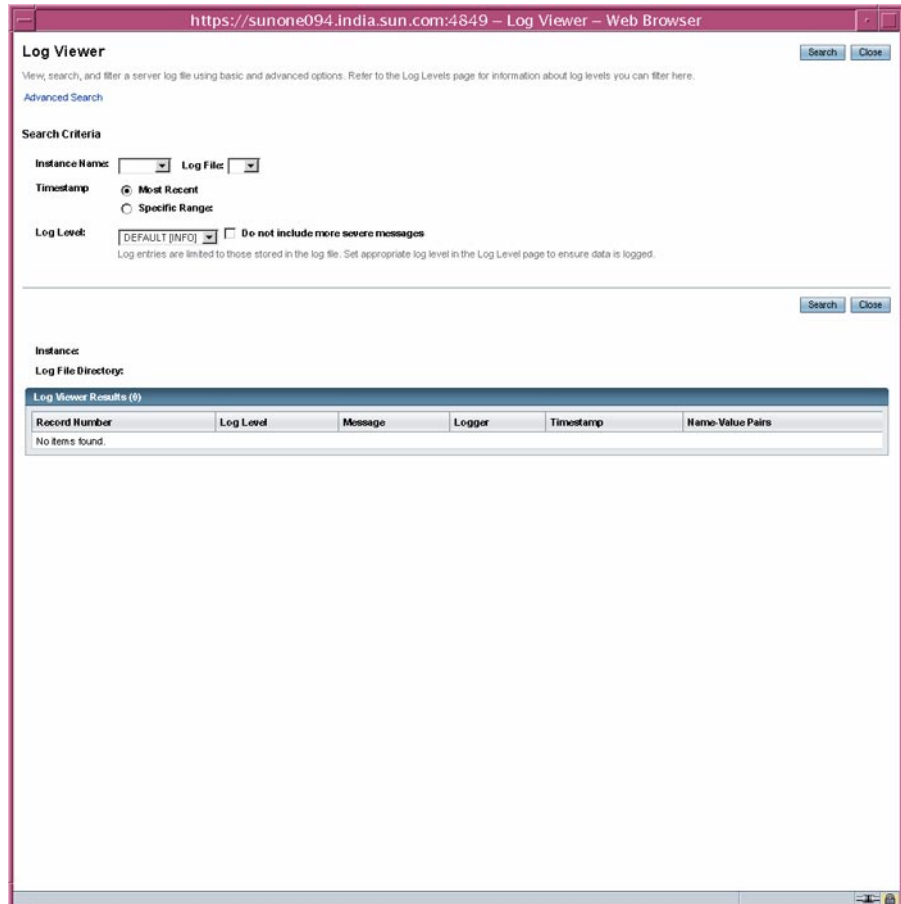 https://sunone094.india.sun.com:4849 – Log Viewer – Web Browser
Log Viewer
Search Close
View, search, and filter a server log file using basic and advanced options. Refer to the Log Levels page for information about log levels you can filter here.
Advanced Search
Search Criteria
Instance Name: Log File:
Timestamp Most Recent
Specific Range:
Log Level: DEFAULT [INFO] Do not include more severe messages
Log entries are limited to those stored in the log file. Set appropriate log level in the Log Level page to ensure data is logged.
Search Close
Instance:
Log File Directory:
Log Viewer Results (0)
Record Number Log Level Message Logger Timestamp Name-Value Pairs
No items found.